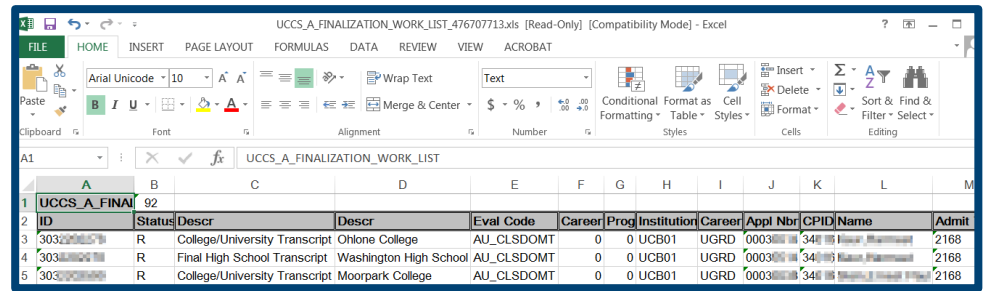 UCCS_A_FINALIZATION_WORK_LIST_476707713.xls [Read-Only] [Compatibility Mode] - Excel ?
FILE HOME INSERT PAGE LAYOUT FORMULAS DATA REVIEW VIEW ACROBAT
Arial Unicode 10 A A Wrap Text Text Insert Σ
Paste B I U A Merge & Center $ % , Conditional Format as Cell Delete Sort & Find &
Formatting Table Styles Format Filter Select
Clipboard Font Alignment Number Styles Cells Editing
A1 fx UCCS_A_FINALIZATION_WORK_LIST
A B C D E F G H I J K L M
1 UCCS_A_FINAL 92
2 ID Status Descr Descr Eval Code Career Prog Institution Career Appl Nbr CPID Name Admit
3 303 R College/University Transcript Ohlone College AU_CLSDOMT 0 0 UCB01 UGRD 0003 34 2168
4 303 R Final High School Transcript Washington High School AU_CLSDOMT 0 0 UCB01 UGRD 0003 34 2168
5 303 R College/University Transcript Moorpark College AU_CLSDOMT 0 0 UCB01 UGRD 0003 34 2168